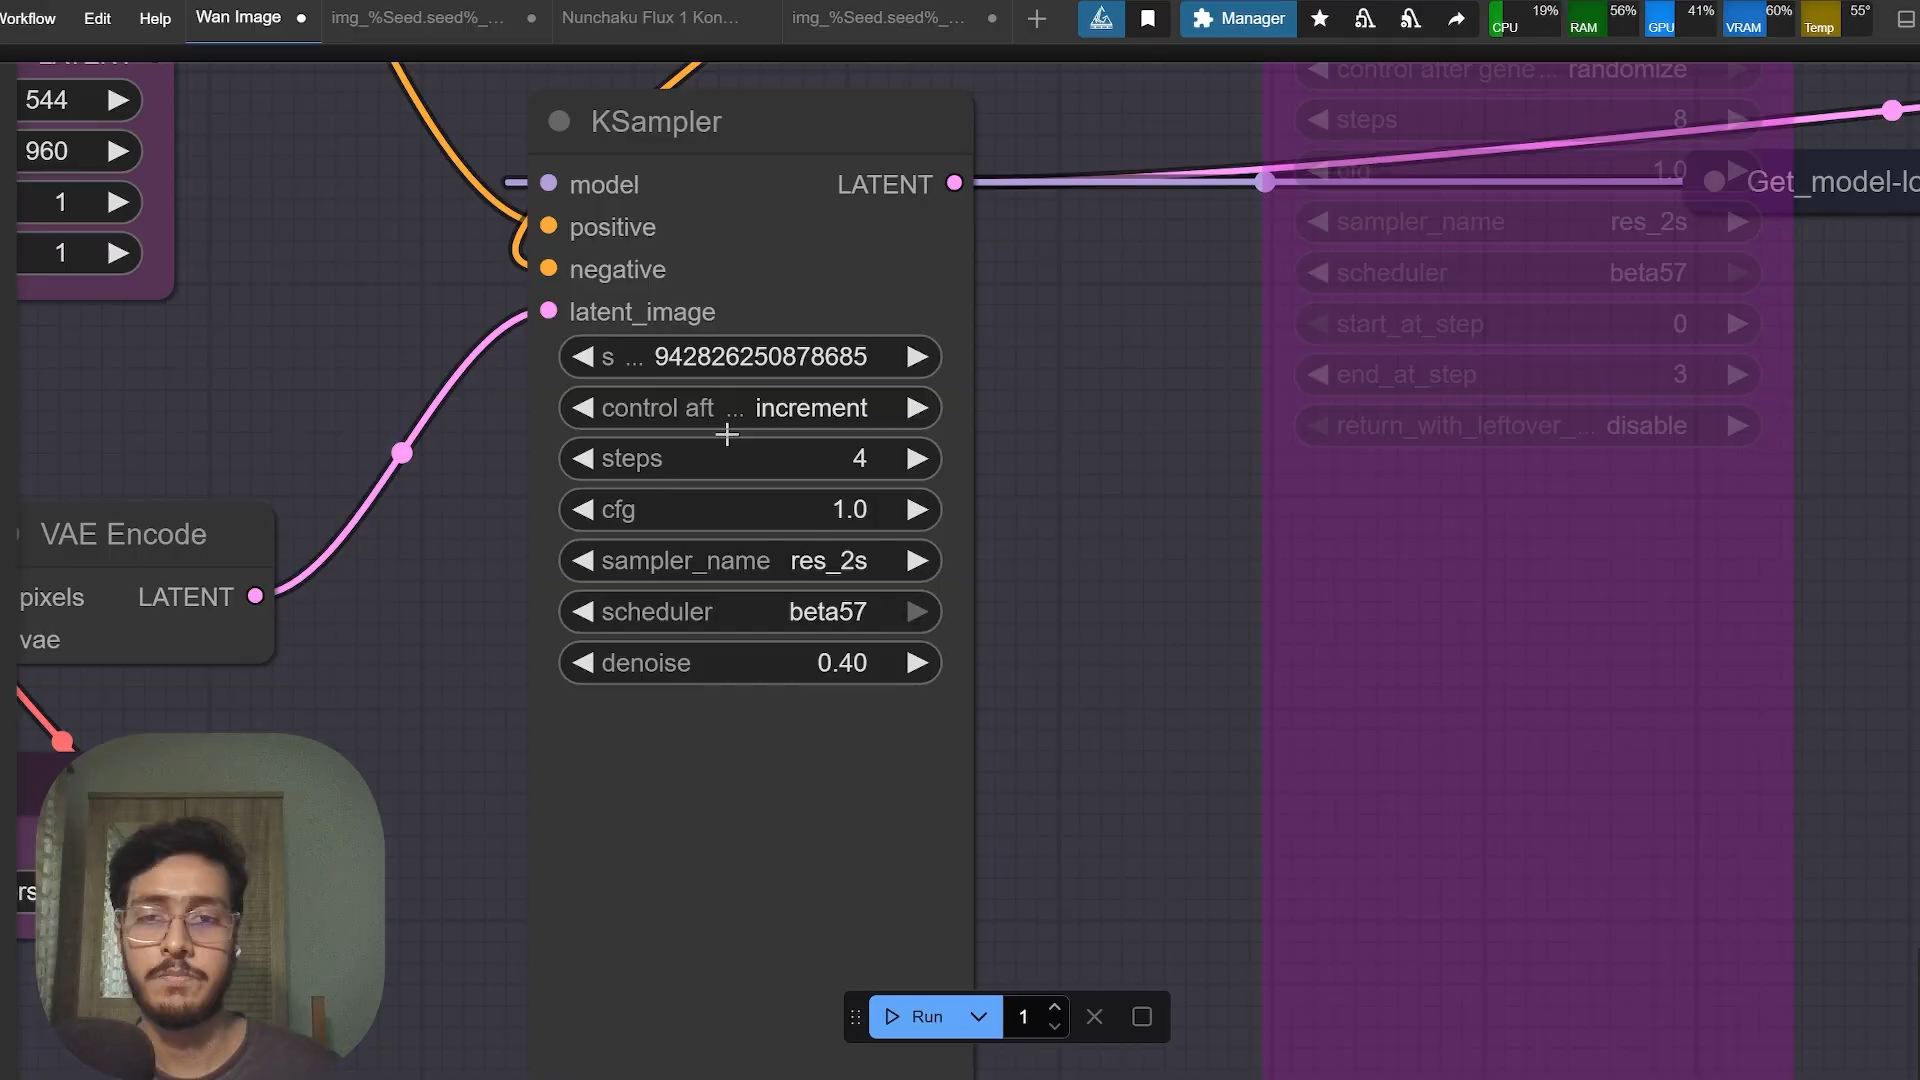 Workflow Edit Help Wan Image img_%Seed.seed%_... Nunchaku Flux 1 Kon... img_%Seed.seed%_... Manager CPU 19% RAM 56% GPU 41% VRAM 60% Temp 55°
LATENT
544
960
1
1
KSampler
model LATENT
positive
negative
latent_image
s ... 942826250878685
control aft ... increment
steps 4
cfg 1.0
sampler_name res_2s
scheduler beta57
denoise 0.40
VAE Encode
pixels LATENT
vae
rs
control after gene... randomize
steps 8
cfg 1.0
Get_model-lo
sampler_name res_2s
scheduler beta57
start_at_step 0
end_at_step 3
return_with_leftover_... disable
Run 1